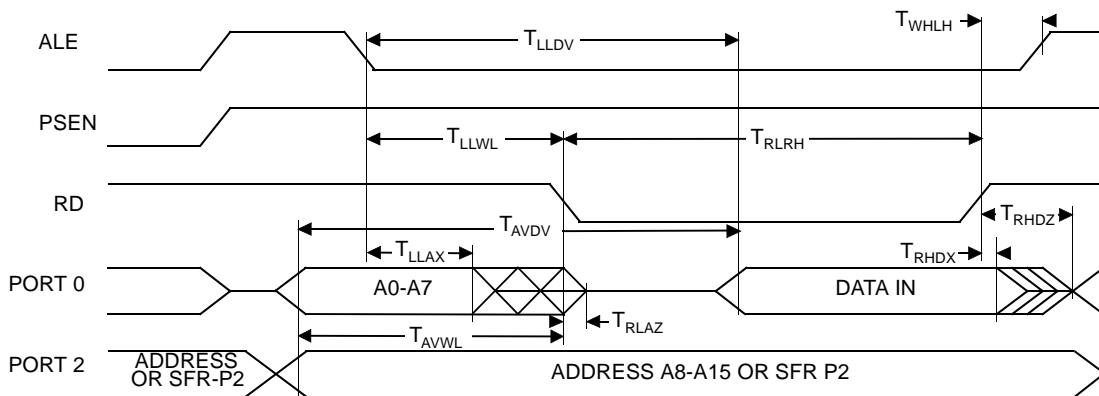 ALE
T_LLDV
T_WHLH
PSEN
T_LLWL
T_RLRH
RD
T_AVDV
T_RHDZ
T_LLAX
T_RHDX
PORT 0
A0-A7
DATA IN
T_RLAZ
T_AVWL
PORT 2
ADDRESS
OR SFR-P2
ADDRESS A8-A15 OR SFR P2